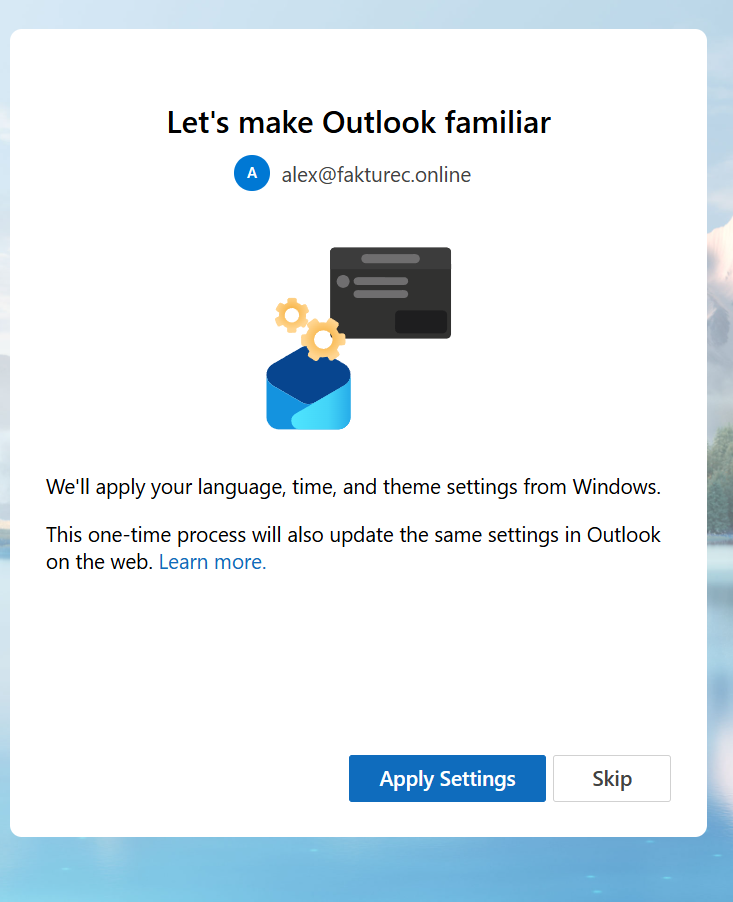 Let's make Outlook familiar
A
alex@fakturec.online
We'll apply your language, time, and theme settings from Windows.
This one-time process will also update the same settings in Outlook
on the web. Learn more.
Apply Settings
Skip